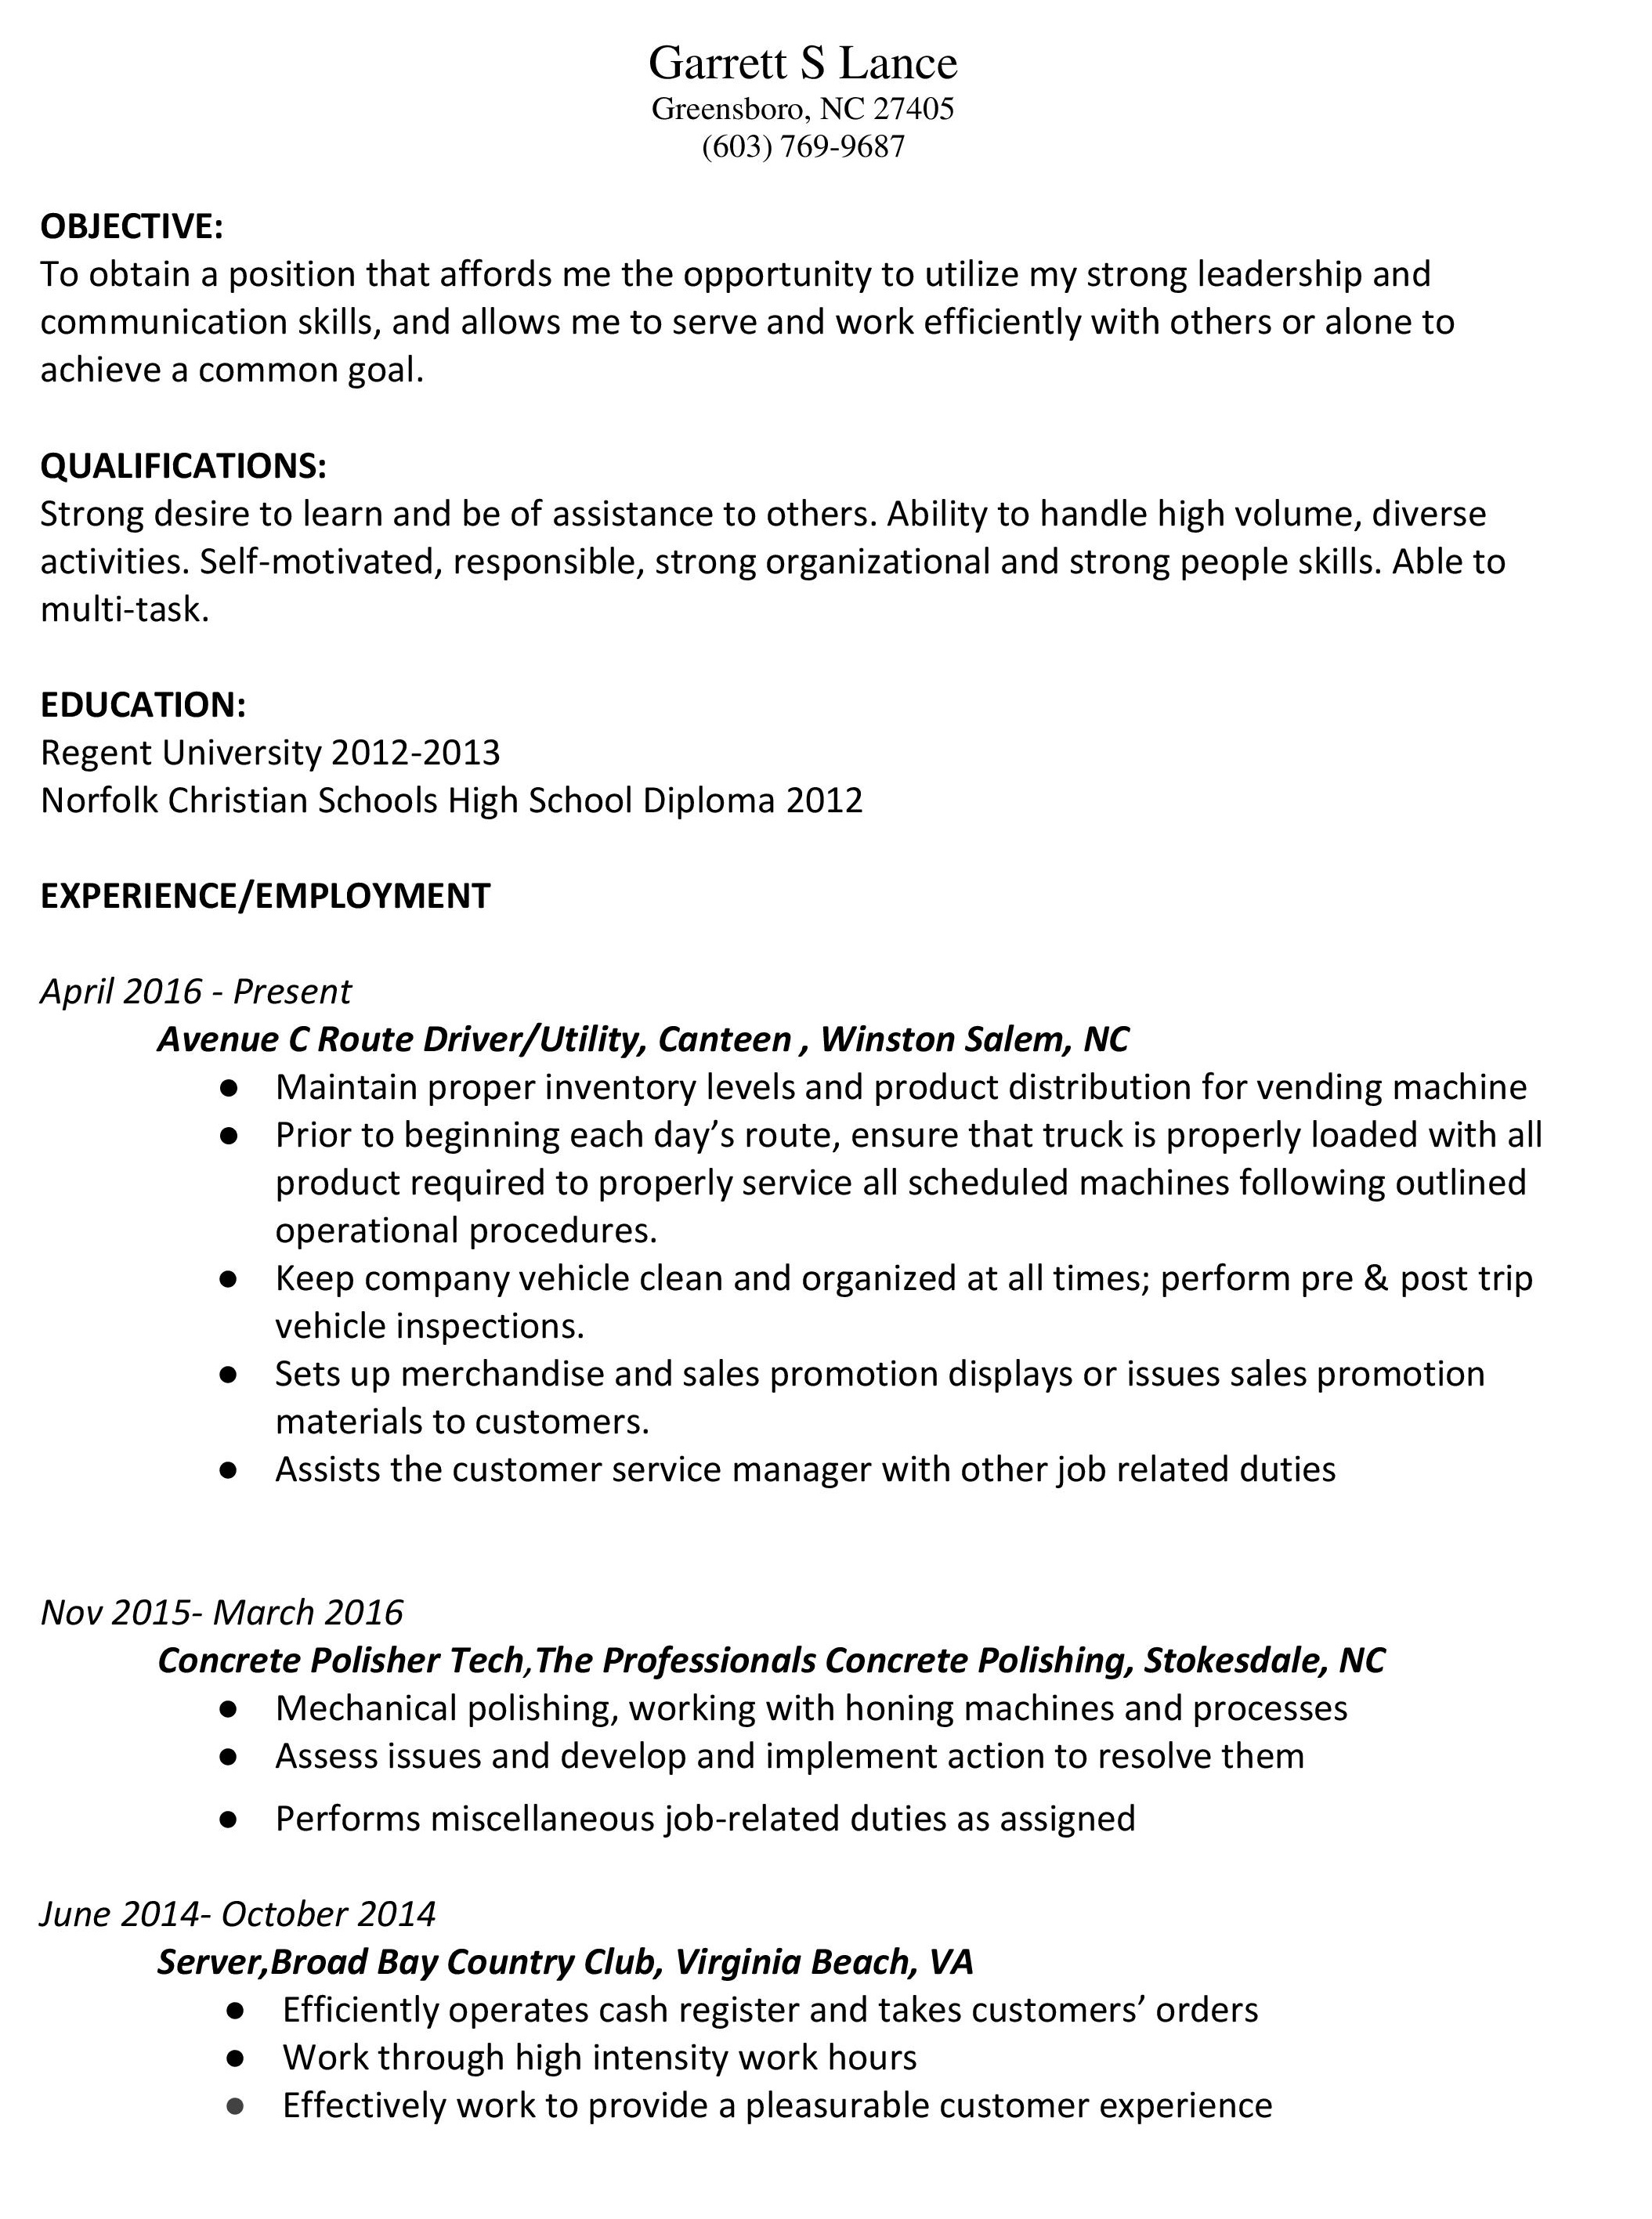 Garrett S Lance
Greensboro, NC 27405
(603) 769-9687
OBJECTIVE:
To obtain a position that affords me the opportunity to utilize my strong leadership and
communication skills, and allows me to serve and work efficiently with others or alone to
achieve a common goal.
QUALIFICATIONS:
Strong desire to learn and be of assistance to others. Ability to handle high volume, diverse
activities. Self-motivated, responsible, strong organizational and strong people skills. Able to
multi-task.
EDUCATION:
Regent University 2012-2013
Norfolk Christian Schools High School Diploma 2012
EXPERIENCE/EMPLOYMENT
April 2016 - Present
Avenue C Route Driver/Utility, Canteen , Winston Salem, NC
● Maintain proper inventory levels and product distribution for vending machine
● Prior to beginning each day’s route, ensure that truck is properly loaded with all
product required to properly service all scheduled machines following outlined
operational procedures.
● Keep company vehicle clean and organized at all times; perform pre & post trip
vehicle inspections.
● Sets up merchandise and sales promotion displays or issues sales promotion
materials to customers.
● Assists the customer service manager with other job related duties
Nov 2015- March 2016
Concrete Polisher Tech,The Professionals Concrete Polishing, Stokesdale, NC
● Mechanical polishing, working with honing machines and processes
● Assess issues and develop and implement action to resolve them
● Performs miscellaneous job-related duties as assigned
June 2014- October 2014
Server,Broad Bay Country Club, Virginia Beach, VA
● Efficiently operates cash register and takes customers’ orders
● Work through high intensity work hours
● Effectively work to provide a pleasurable customer experience